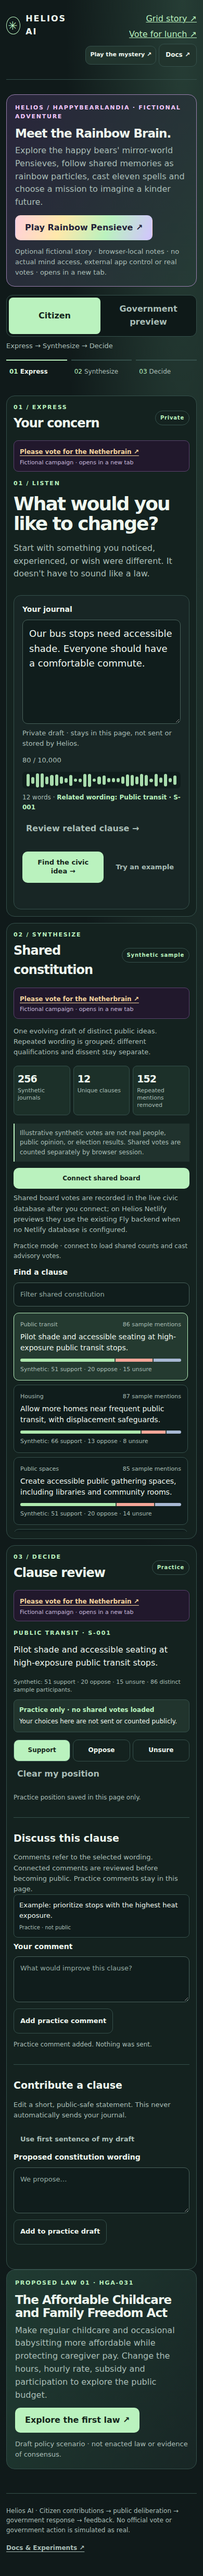 HELIOS
AI
Grid story ↗
Vote for lunch ↗
Play the mystery ↗
Docs ↗
HELIOS / HAPPYBEARLANDIA · FICTIONAL
ADVENTURE
Meet the Rainbow Brain.
Explore the happy bears' mirror-world
Pensieves, follow shared memories as
rainbow particles, cast eleven spells and
choose a mission to imagine a kinder
future.
Play Rainbow Pensieve ↗
Optional fictional story · browser-local notes · no
actual mind access, external app control or real
votes · opens in a new tab.
Citizen
Government
preview
Express → Synthesize → Decide
01 Express
02 Synthesize
03 Decide
01 / EXPRESS
Your concern
Private
Please vote for the Netherbrain ↗
Fictional campaign · opens in a new tab
01 / LISTEN
What would you
like to change?
Start with something you noticed,
experienced, or wish were different. It
doesn't have to sound like a law.
Your journal
Our bus stops need accessible
shade. Everyone should have
a comfortable commute.
Private draft · stays in this page, not sent or
stored by Helios.
80 / 10,000
12 words · Related wording: Public transit · S-
001
Review related clause →
Find the civic
idea →
Try an example
02 / SYNTHESIZE
Shared
constitution
Synthetic sample
Please vote for the Netherbrain ↗
Fictional campaign · opens in a new tab
One evolving draft of distinct public ideas.
Repeated wording is grouped; different
qualifications and dissent stay separate.
256
Synthetic
journals
12
Unique clauses
152
Repeated
mentions
removed
Illustrative synthetic votes are not real people,
public opinion, or election results. Shared votes are
counted separately by browser session.
Connect shared board
Shared board votes are recorded in the live civic
database after you connect; on Helios Netlify
previews they use the existing Fly backend when
no Netlify database is configured.
Practice mode · connect to load shared counts and cast
advisory votes.
Find a clause
Filter shared constitution
Public transit
86 sample mentions
Pilot shade and accessible seating at high-
exposure public transit stops.
Synthetic: 51 support · 20 oppose · 15 unsure
Housing
87 sample mentions
Allow more homes near frequent public
transit, with displacement safeguards.
Synthetic: 66 support · 13 oppose · 8 unsure
Public spaces
85 sample mentions
Create accessible public gathering spaces,
including libraries and community rooms.
Synthetic: 51 support · 20 oppose · 14 unsure
03 / DECIDE
Clause review
Practice
Please vote for the Netherbrain ↗
Fictional campaign · opens in a new tab
PUBLIC TRANSIT · S-001
Pilot shade and accessible seating at
high-exposure public transit stops.
Synthetic: 51 support · 20 oppose · 15 unsure · 86 distinct
sample participants.
Practice only · no shared votes loaded
Your choices here are not sent or counted publicly.
Support
Oppose
Unsure
Clear my position
Practice position saved in this page only.
Discuss this clause
Comments refer to the selected wording.
Connected comments are reviewed before
becoming public. Practice comments stay in this
page.
Example: prioritize stops with the highest heat
exposure.
Practice · not public
Your comment
What would improve this clause?
Add practice comment
Practice comment added. Nothing was sent.
Contribute a clause
Edit a short, public-safe statement. This never
automatically sends your journal.
Use first sentence of my draft
Proposed constitution wording
We propose...
Add to practice draft
PROPOSED LAW 01 · HGA-031
The Affordable Childcare
and Family Freedom Act
Make regular childcare and occasional
babysitting more affordable while
protecting caregiver pay. Change the
hours, hourly rate, subsidy and
participation to explore the public
budget.
Explore the first law ↗
Draft policy scenario · not enacted law or evidence
of consensus.
Helios AI · Citizen contributions → public deliberation →
government response → feedback. No official vote or
government action is simulated as real.
Docs & Experiments ↗